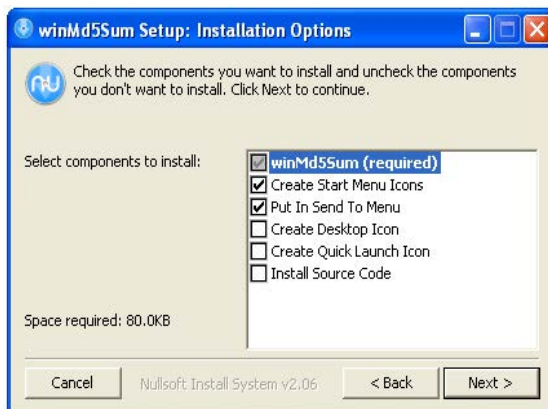 winMd5Sum Setup: Installation Options
Check the components you want to install and uncheck the components
you don't want to install. Click Next to continue.
Select components to install:
winMd5Sum (required)
Create Start Menu Icons
Put In Send To Menu
Create Desktop Icon
Create Quick Launch Icon
Install Source Code
Space required: 80.0KB
Cancel
Nullsoft Install System v2.06
< Back
Next >